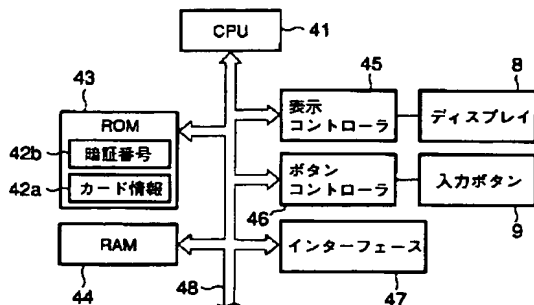 CPU
41
43
ROM
42b
暗証番号
42a
カード情報
RAM
44
48
45
表示
コントローラ
8
ディスプレイ
ボタン
コントローラ
46
入力ボタン
9
インターフェース
47